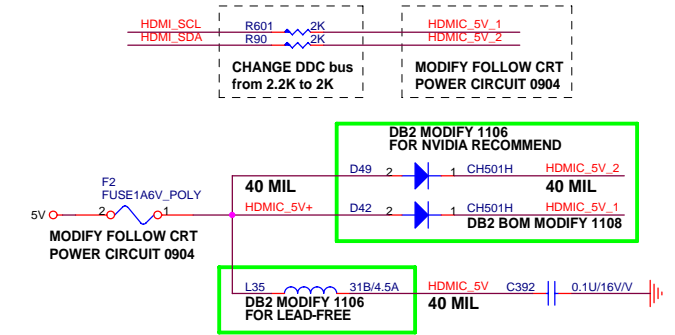 HDMI_SCL R601 2K HDMIC_5V_1
HDMI_SDA R90 2K HDMIC_5V_2
CHANGE DDC bus
from 2.2K to 2K
MODIFY FOLLOW CRT
POWER CIRCUIT 0904
DB2 MODIFY 1106
FOR NVIDIA RECOMMEND
D49 2 1 CH501H HDMIC_5V_2
40 MIL 40 MIL
F2
FUSE1A6V_POLY
HDMIC_5V+ D42 2 1 CH501H HDMIC_5V_1
5V 2 1
DB2 BOM MODIFY 1108
MODIFY FOLLOW CRT
POWER CIRCUIT 0904
L35 31B/4.5A HDMIC_5V C392 0.1U/16V/V
DB2 MODIFY 1106
FOR LEAD-FREE
40 MIL